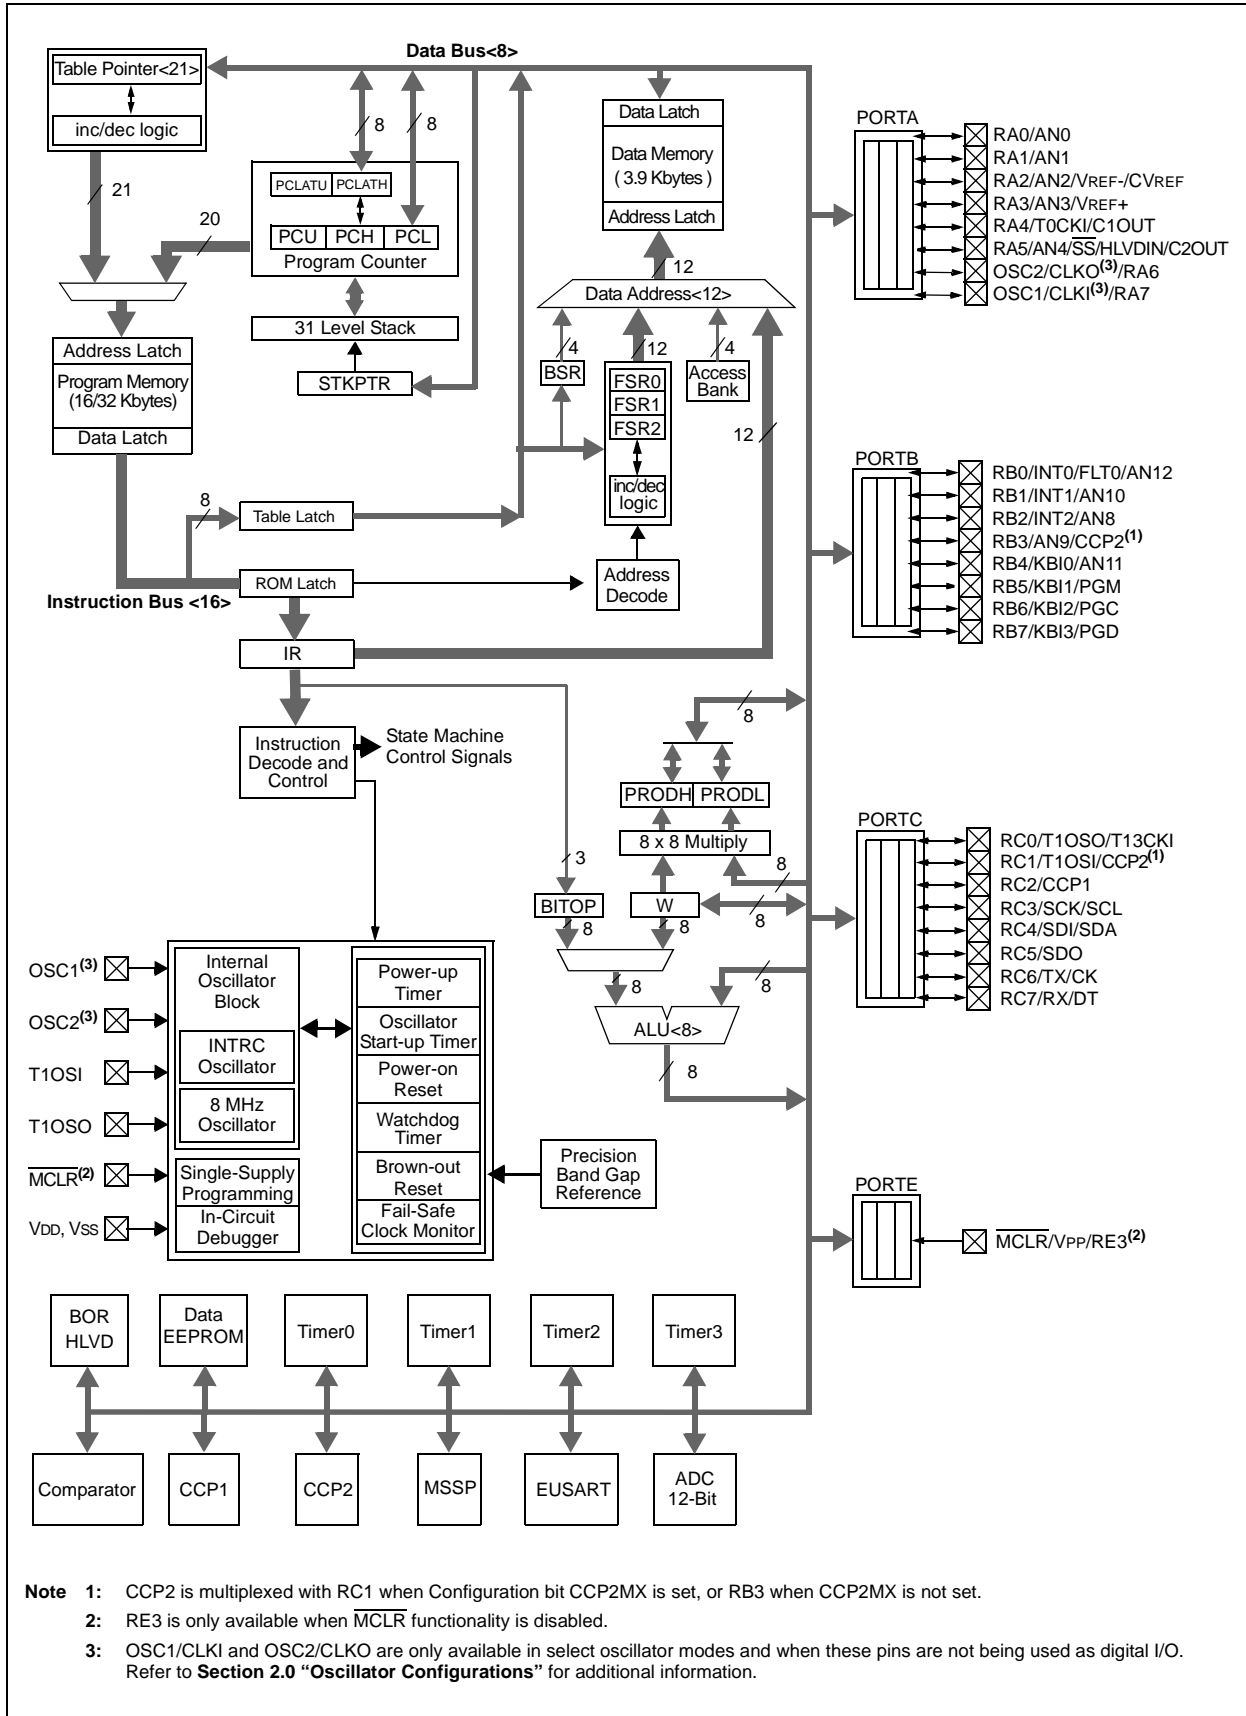 Data Bus<8>
Table Pointer<21>
inc/dec logic
21
20
8
8
PCLATU PCLATH
PCU PCH PCL
Program Counter
31 Level Stack
STKPTR
Address Latch
Program Memory
(16/32 Kbytes)
Data Latch
8
Table Latch
ROM Latch
Instruction Bus <16>
IR
Data Latch
Data Memory
( 3.9 Kbytes )
Address Latch
12
Data Address<12>
4
12
4
BSR
FSR0
FSR1
FSR2
inc/dec
logic
Access
Bank
12
Address
Decode
Instruction
Decode and
Control
State Machine
Control Signals
8
PRODH PRODL
8 x 8 Multiply
3
8
BITOP
W
8
8
8
8
8
ALU<8>
8
OSC1(3)
OSC2(3)
T1OSI
T1OSO
MCLR(2)
VDD, VSS
Internal
Oscillator
Block
INTRC
Oscillator
8 MHz
Oscillator
Single-Supply
Programming
In-Circuit
Debugger
Power-up
Timer
Oscillator
Start-up Timer
Power-on
Reset
Watchdog
Timer
Brown-out
Reset
Fail-Safe
Clock Monitor
Precision
Band Gap
Reference
PORTA
RA0/AN0
RA1/AN1
RA2/AN2/VREF-/CVREF
RA3/AN3/VREF+
RA4/T0CKI/C1OUT
RA5/AN4/SS/HLVDIN/C2OUT
OSC2/CLKO(3)/RA6
OSC1/CLKI(3)/RA7
PORTB
RB0/INT0/FLT0/AN12
RB1/INT1/AN10
RB2/INT2/AN8
RB3/AN9/CCP2(1)
RB4/KBI0/AN11
RB5/KBI1/PGM
RB6/KBI2/PGC
RB7/KBI3/PGD
PORTC
RC0/T1OSO/T13CKI
RC1/T1OSI/CCP2(1)
RC2/CCP1
RC3/SCK/SCL
RC4/SDI/SDA
RC5/SDO
RC6/TX/CK
RC7/RX/DT
PORTE
MCLR/VPP/RE3(2)
BOR
HLVD
Data
EEPROM
Timer0
Timer1
Timer2
Timer3
Comparator
CCP1
CCP2
MSSP
EUSART
ADC
12-Bit
Note 1: CCP2 is multiplexed with RC1 when Configuration bit CCP2MX is set, or RB3 when CCP2MX is not set.
2: RE3 is only available when MCLR functionality is disabled.
3: OSC1/CLKI and OSC2/CLKO are only available in select oscillator modes and when these pins are not being used as digital I/O.
Refer to Section 2.0 “Oscillator Configurations” for additional information.